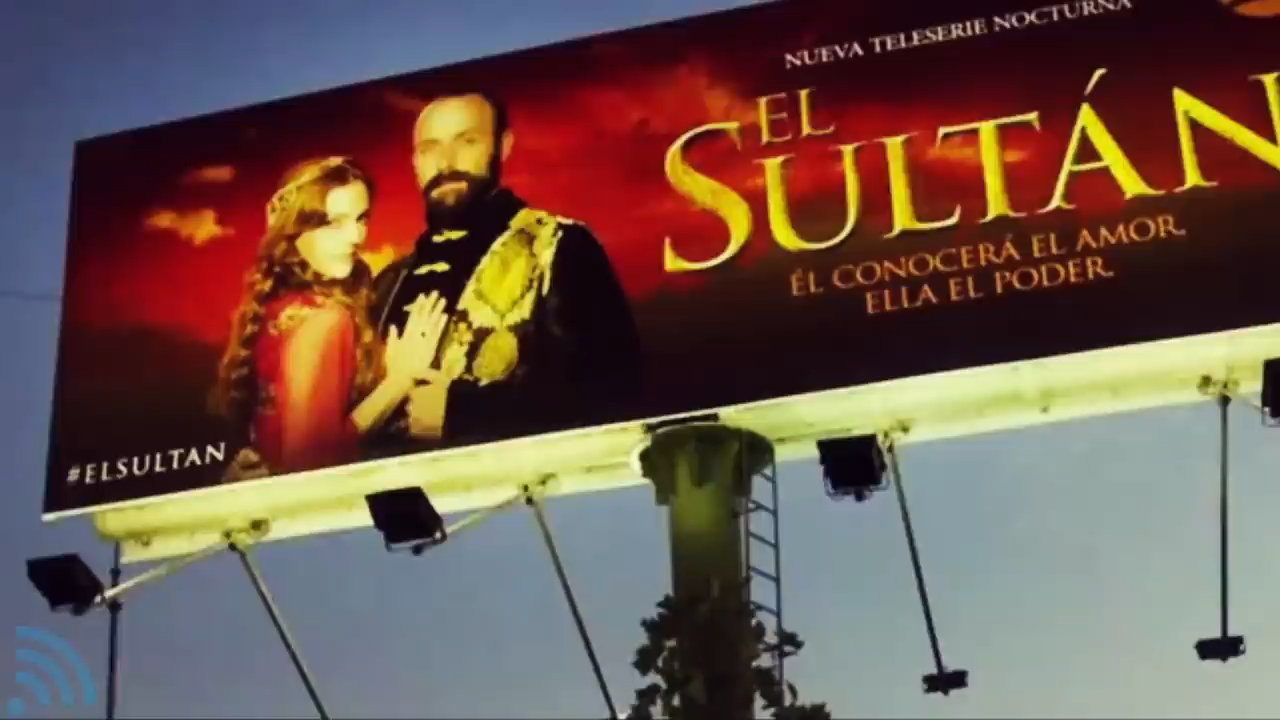 NUEVA TELESERIE NOCTURNA
EL
SULTÁN
ÉL CONOCERÁ EL AMOR.
ELLA EL PODER.
#ELSULTAN